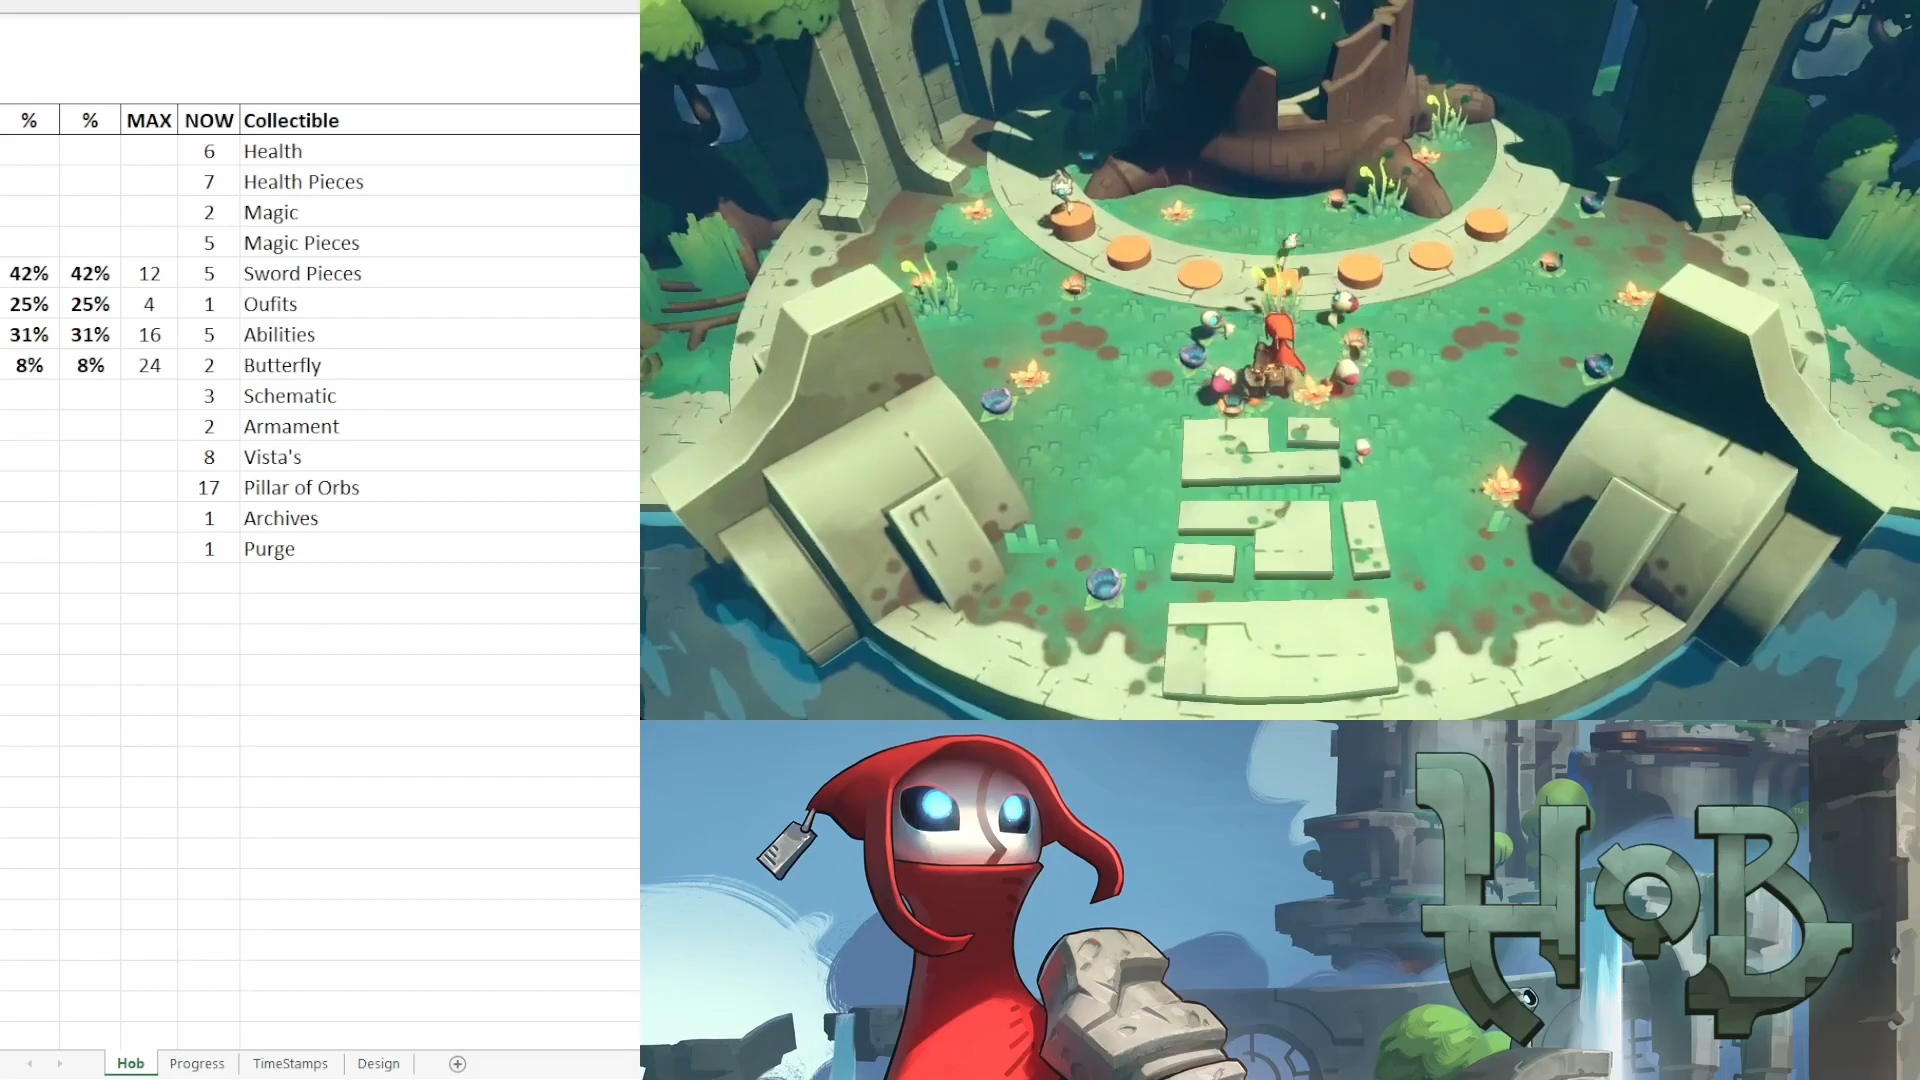 % % MAX NOW Collectible
6 Health
7 Health Pieces
2 Magic
5 Magic Pieces
42% 42% 12 5 Sword Pieces
25% 25% 4 1 Oufits
31% 31% 16 5 Abilities
8% 8% 24 2 Butterfly
3 Schematic
2 Armament
8 Vista's
17 Pillar of Orbs
1 Archives
1 Purge
HOB
TM
Hob Progress TimeStamps Design